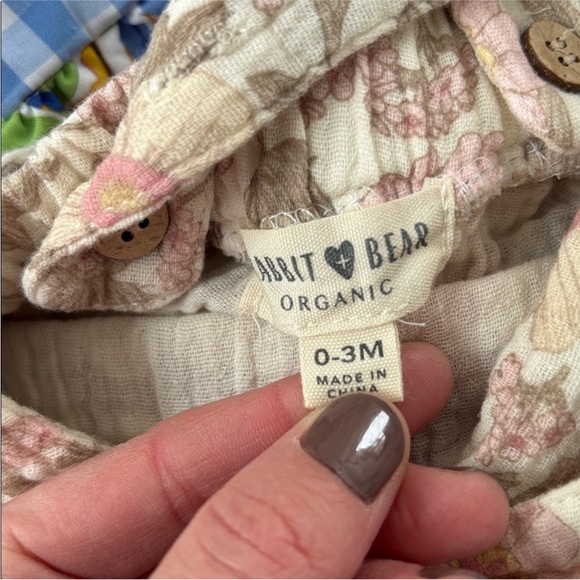 ABBIT BEAR
ORGANIC
0-3M
MADE IN
CHINA